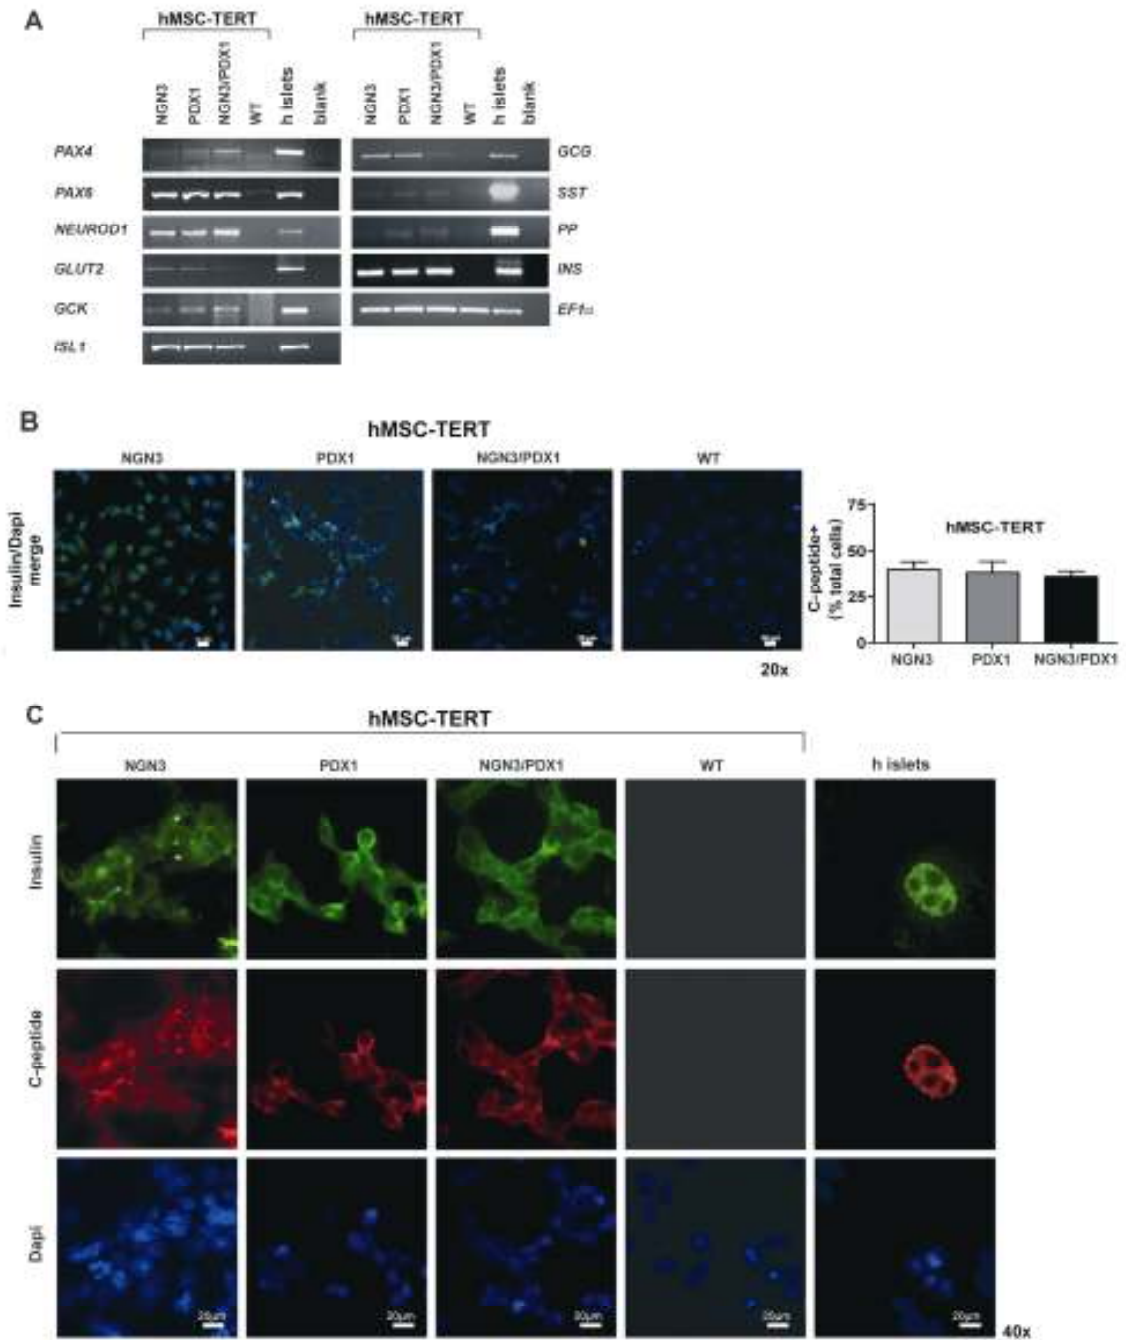 A
hMSC-TERT
hMSC-TERT
NGN3
PDX1
NGN3/PDX1
WT
h islets
blank
NGN3
PDX1
NGN3/PDX1
WT
h islets
blank
PAX4
GCG
PAX6
SST
NEUROD1
PP
GLUT2
INS
GCK
EF1α
ISL1
B
hMSC-TERT
NGN3
PDX1
NGN3/PDX1
WT
Insulin/Dapi
merge
20x
C-peptide+
(% total cells)
75
50
25
0
hMSC-TERT
NGN3
PDX1
NGN3/PDX1
C
hMSC-TERT
NGN3
PDX1
NGN3/PDX1
WT
h islets
Insulin
C-peptide
Dapi
20µm
20µm
20µm
20µm
20µm
40x